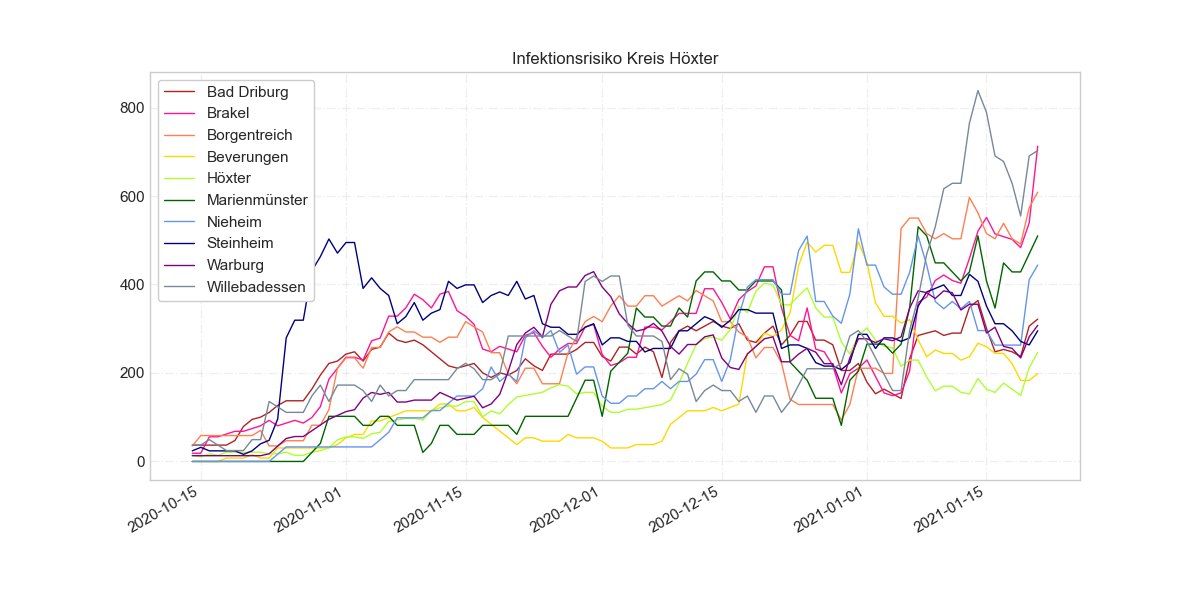 Infektionsrisiko Kreis Höxter
Bad Driburg
Brakel
Borgentreich
Beverungen
Höxter
Marienmünster
Nieheim
Steinheim
Warburg
Willebadessen
800
600
400
200
0
2020-10-15
2020-11-01
2020-11-15
2020-12-01
2020-12-15
2021-01-01
2021-01-15